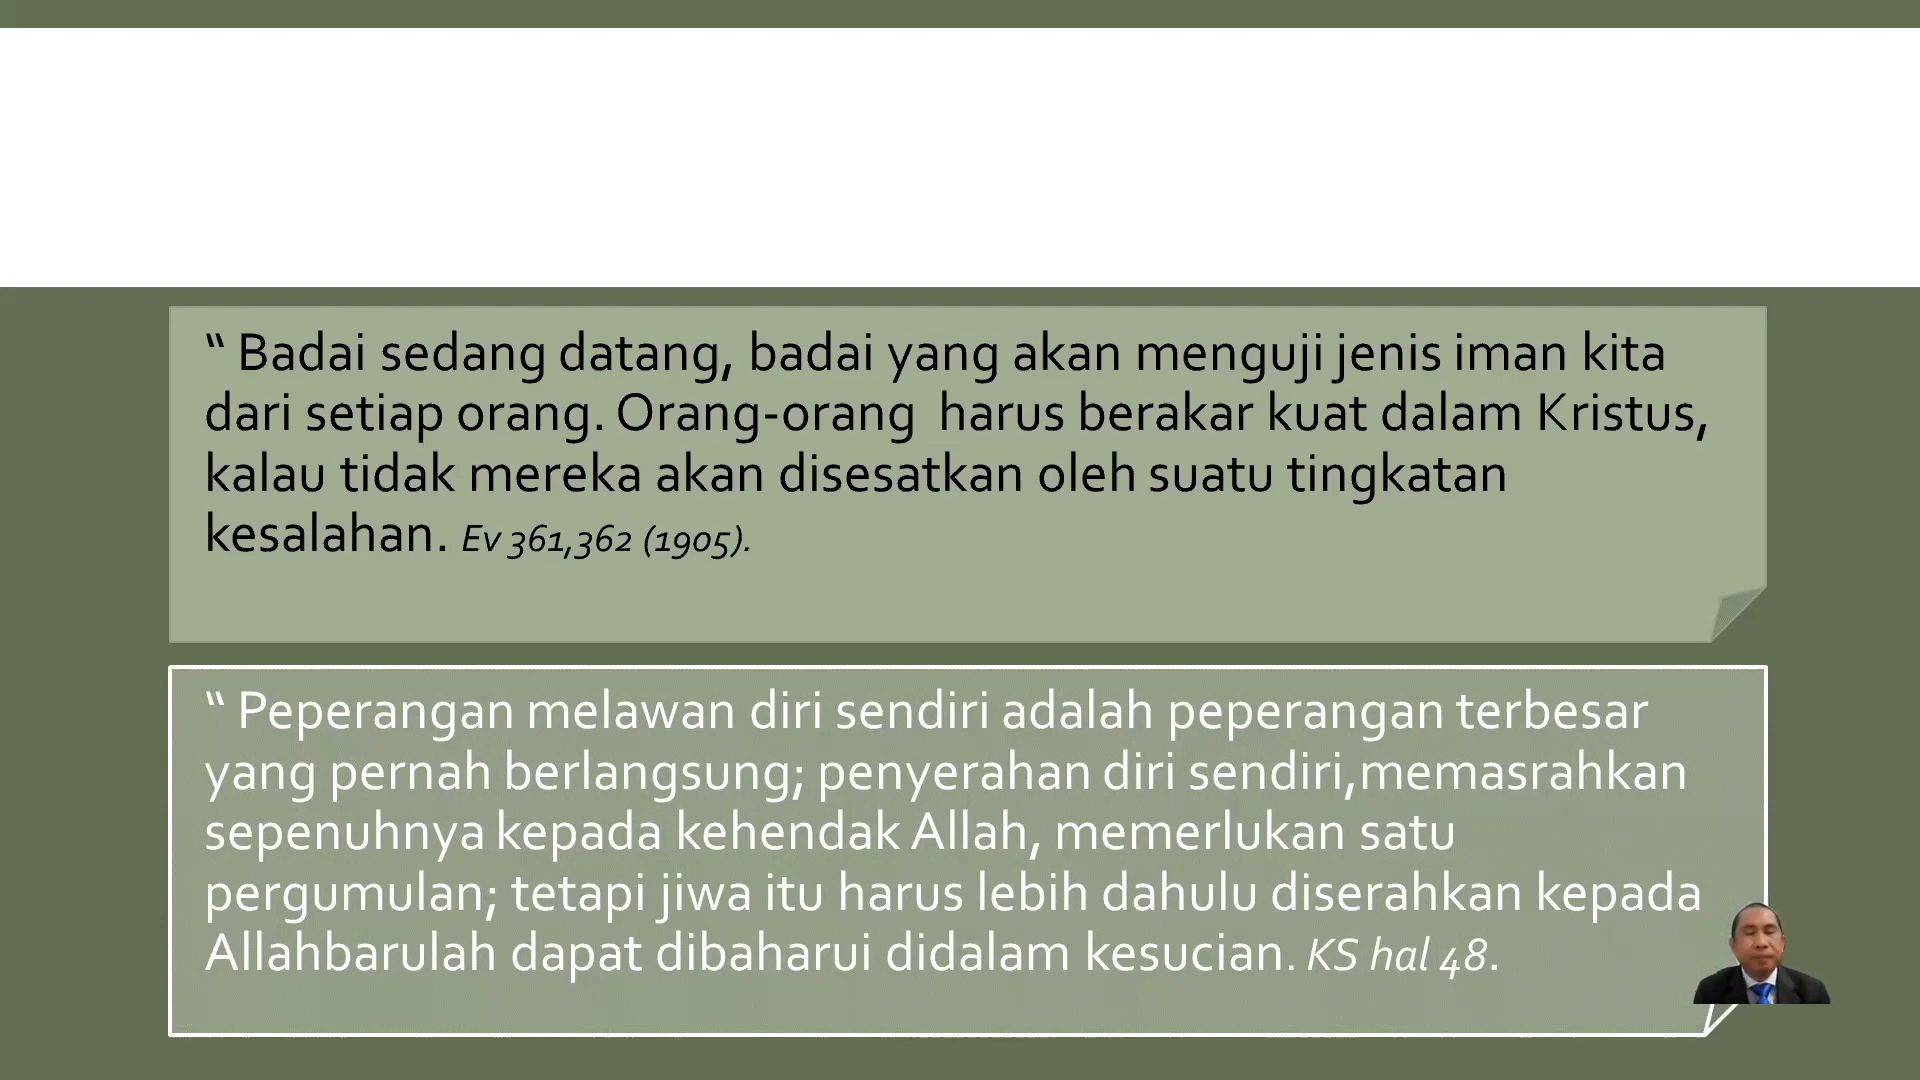 “ Badai sedang datang, badai yang akan menguji jenis iman kita
dari setiap orang. Orang-orang  harus berakar kuat dalam Kristus,
kalau tidak mereka akan disesatkan oleh suatu tingkatan
kesalahan. Ev 361,362 (1905).
“ Peperangan melawan diri sendiri adalah peperangan terbesar
yang pernah berlangsung; penyerahan diri sendiri,memasrahkan
sepenuhnya kepada kehendak Allah, memerlukan satu
pergumulan; tetapi jiwa itu harus lebih dahulu diserahkan kepada
Allahbarulah dapat dibaharui didalam kesucian. KS hal 48.